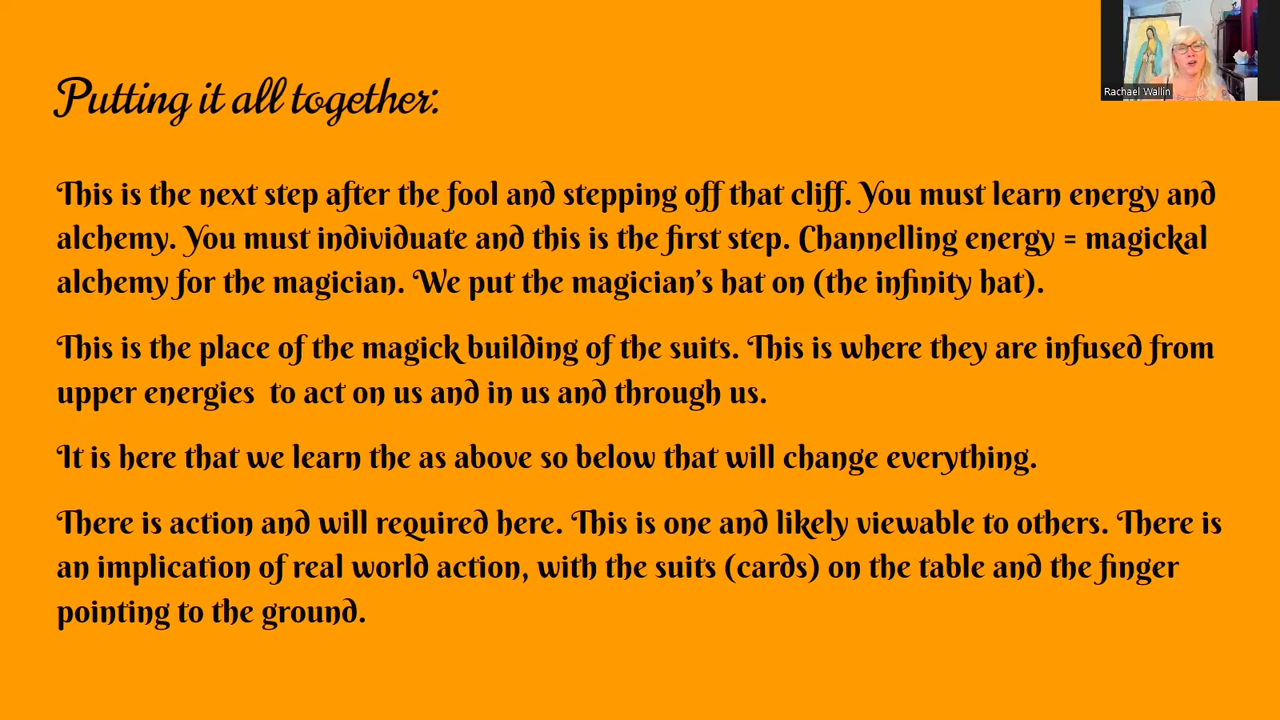 Rachael Wallin
Putting it all together:
This is the next step after the fool and stepping off that cliff. You must learn energy and
alchemy. You must individuate and this is the first step. Channelling energy = magickal
alchemy for the magician. We put the magician's hat on (the infinity hat).
This is the place of the magick building of the suits. This is where they are infused from
upper energies  to act on us and in us and through us.
It is here that we learn the as above so below that will change everything.
There is action and will required here. This is one and likely viewable to others. There is
an implication of real world action, with the suits (cards) on the table and the finger
pointing to the ground.